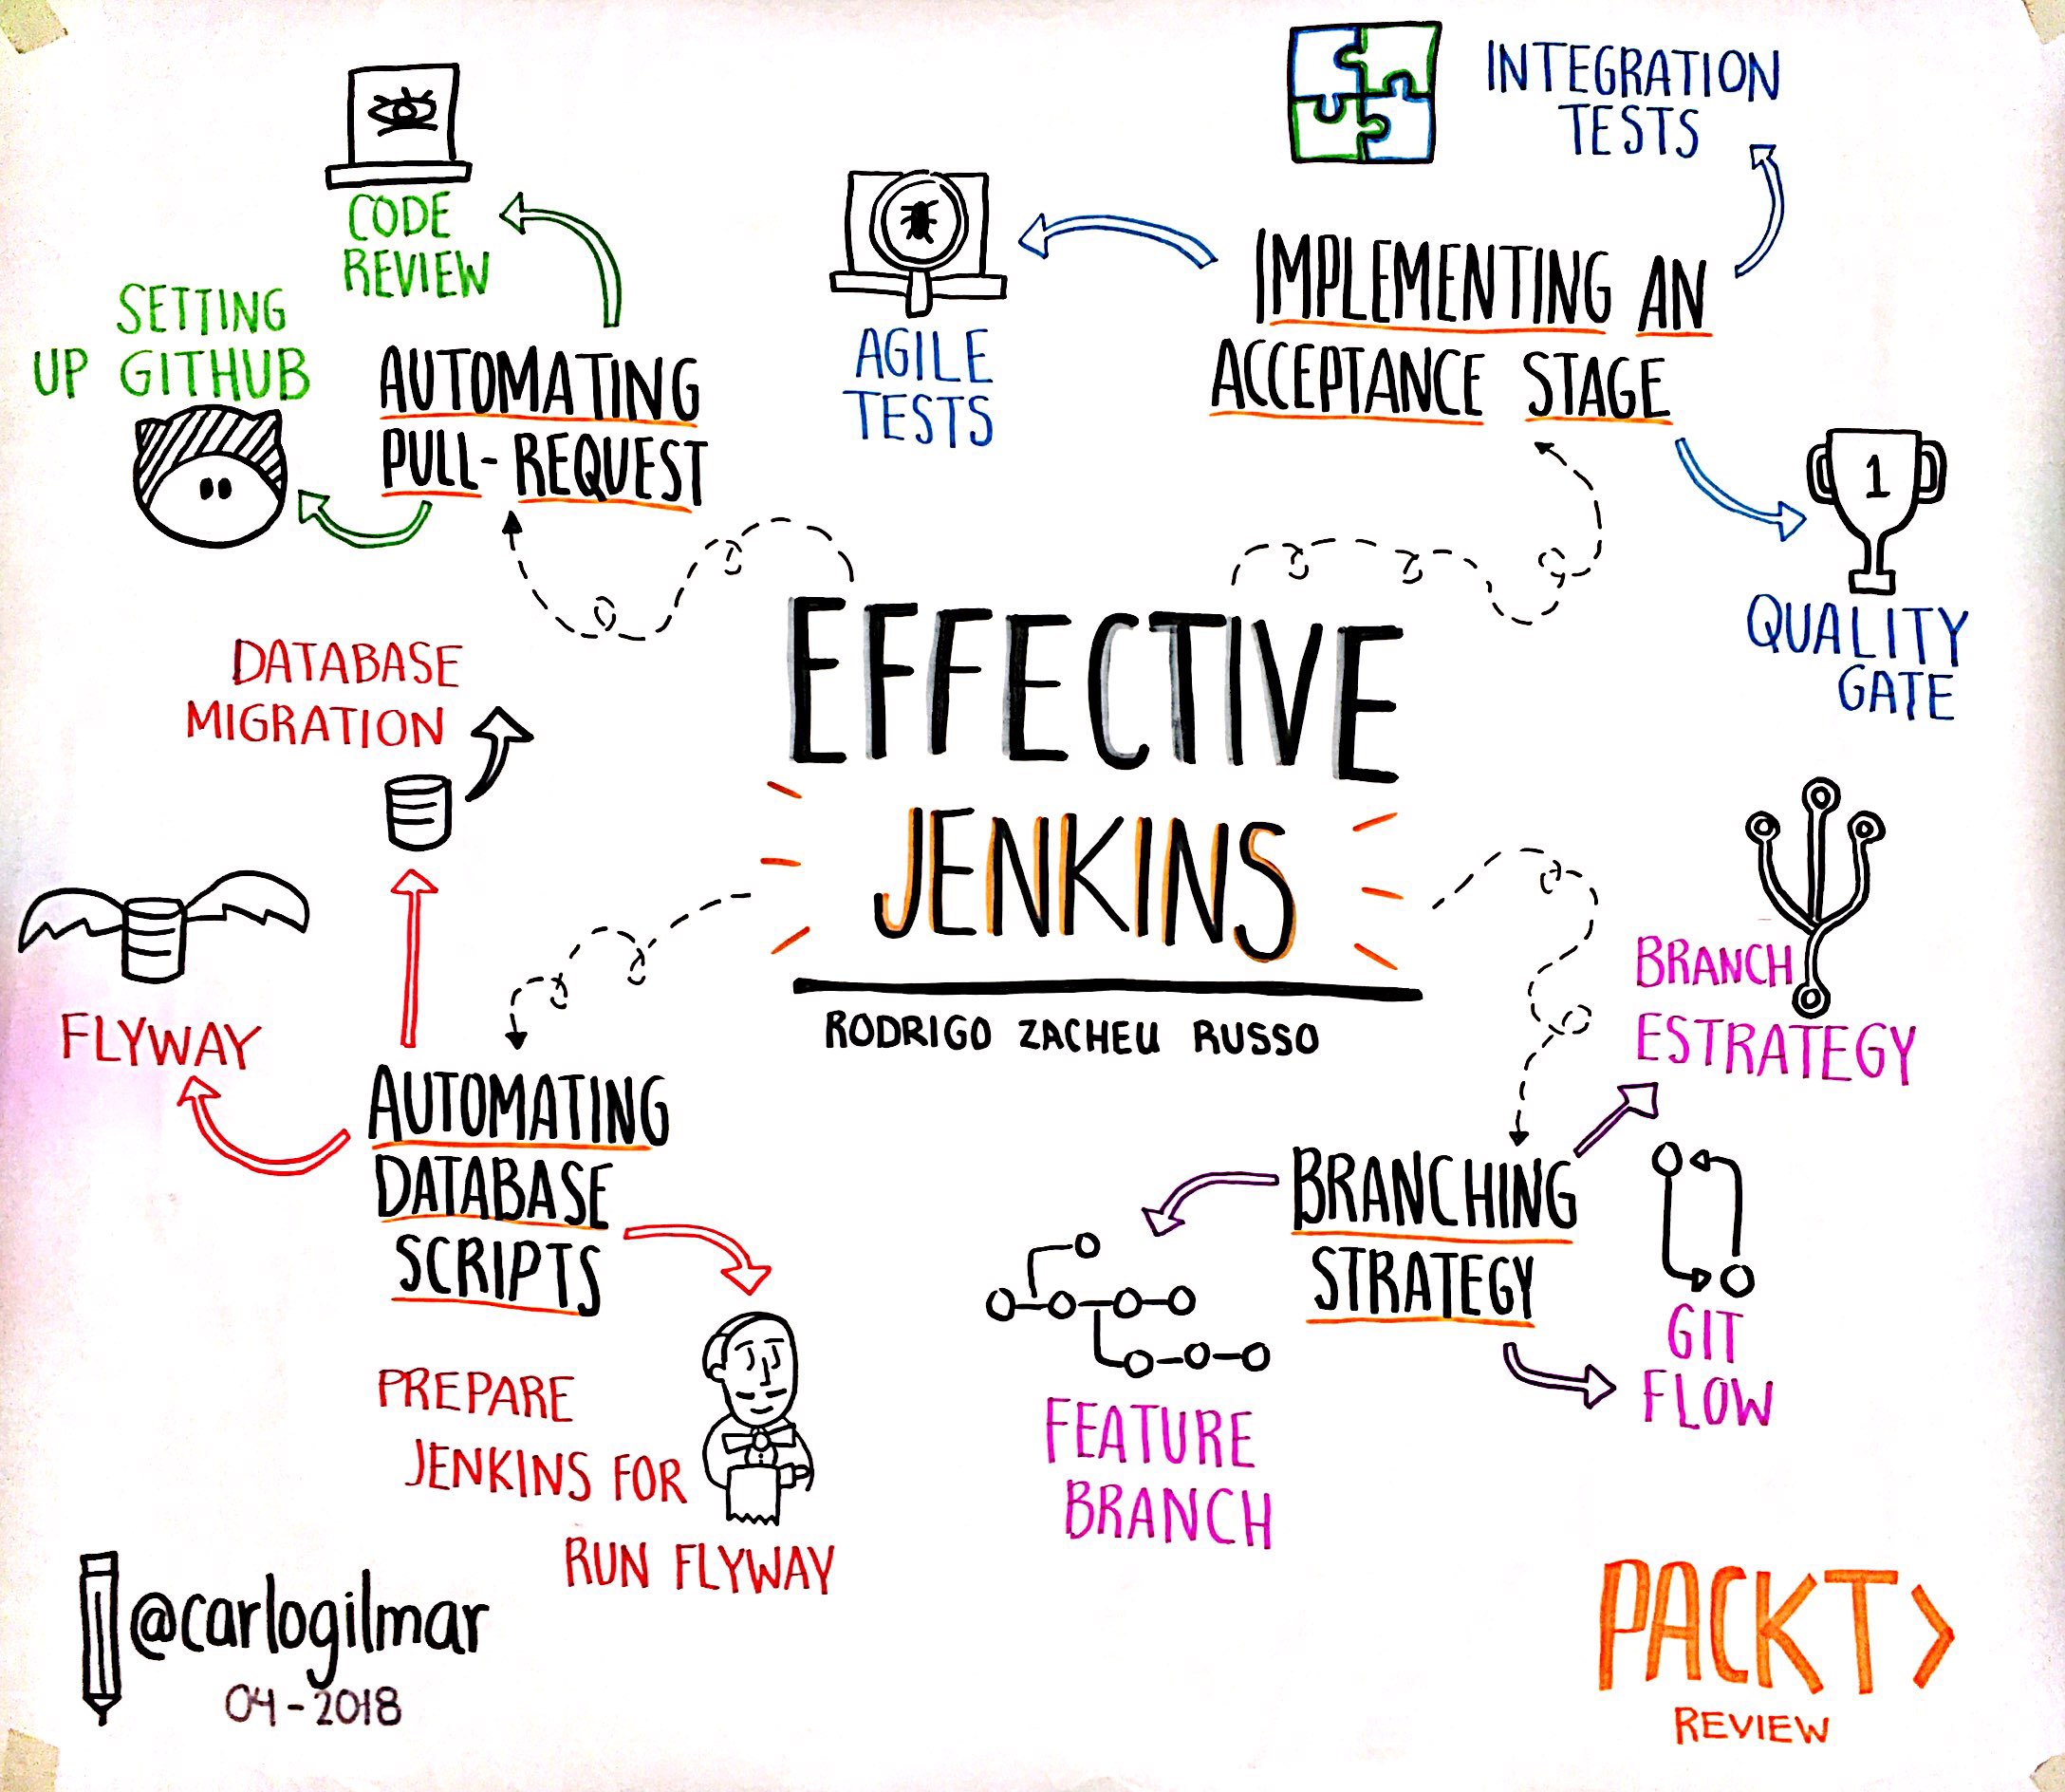 EFFECTIVE
JENKINS
RODRIGO ZACHEU RUSSO
AUTOMATING
PULL-REQUEST
CODE
REVIEW
SETTING
UP GITHUB
IMPLEMENTING AN
ACCEPTANCE STAGE
AGILE
TESTS
INTEGRATION
TESTS
1
QUALITY
GATE
AUTOMATING
DATABASE
SCRIPTS
DATABASE
MIGRATION
FLYWAY
PREPARE
JENKINS FOR
RUN FLYWAY
BRANCHING
STRATEGY
BRANCH
ESTRATEGY
GIT
FLOW
FEATURE
BRANCH
@carlogilmar
04-2018
PACKT>
REVIEW